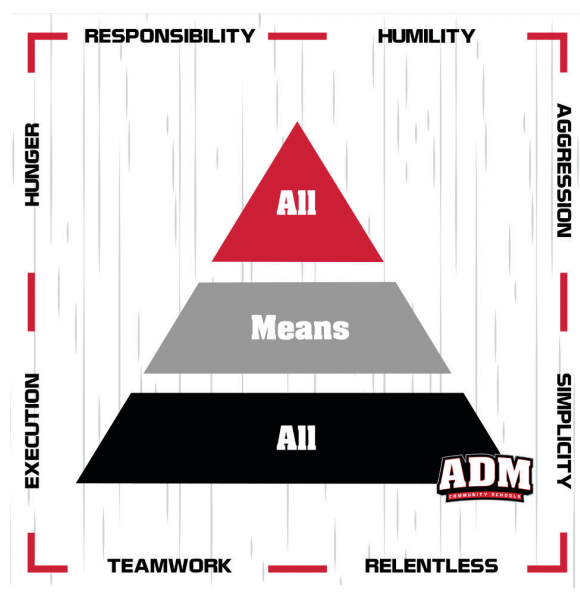 RESPONSIBILITY
HUMILITY
HUNGER
AGGRESSION
All
Means
All
EXECUTION
SIMPLICITY
ADM
COMMUNITY SCHOOLS
TEAMWORK
RELENTLESS